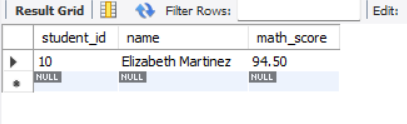 Result Grid Filter Rows: Edit:
student_id name math_score
10 Elizabeth Martinez 94.50
NULL NULL NULL